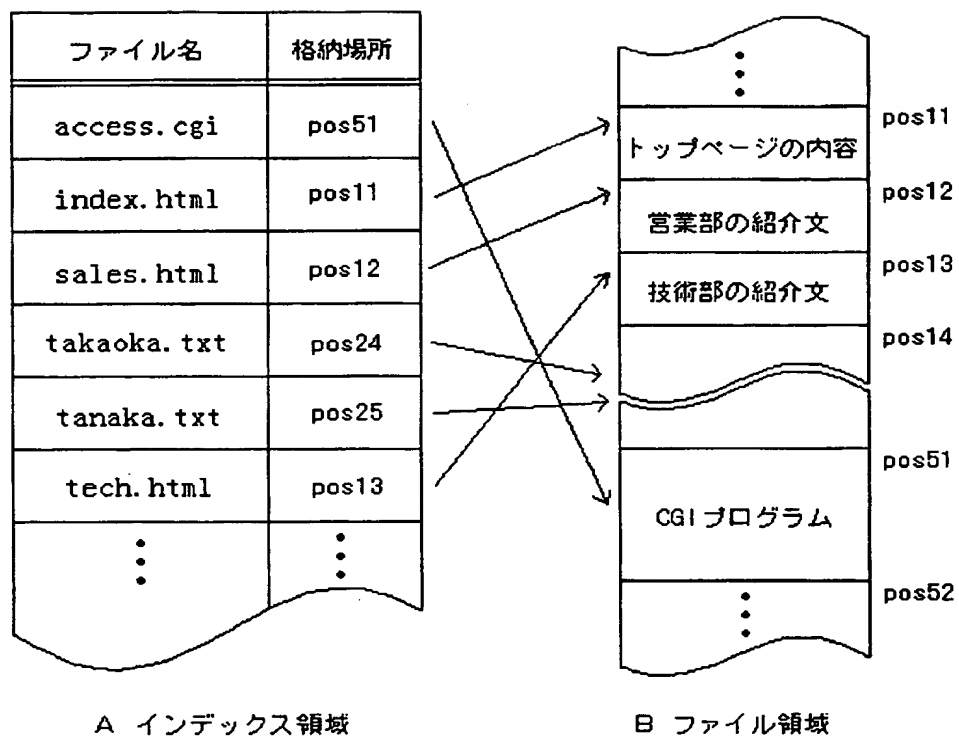 ファイル名 格納場所
access.cgi pos51
index.html pos11
sales.html pos12
takaoka.txt pos24
tanaka.txt pos25
tech.html pos13
A インデックス領域
pos11
トップページの内容
pos12
営業部の紹介文
pos13
技術部の紹介文
pos14
pos51
CGIプログラム
pos52
B ファイル領域